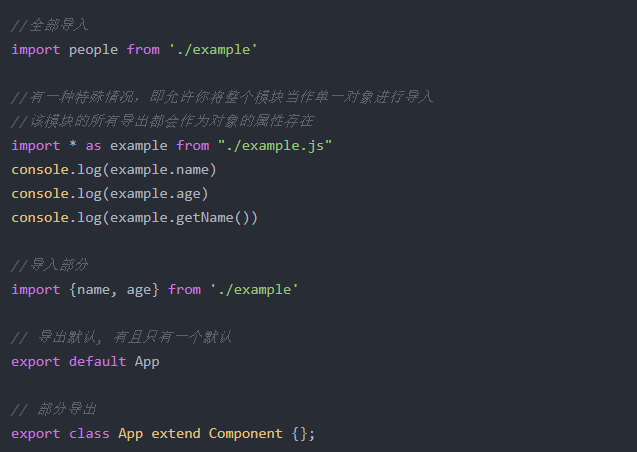 //全部导入
import people from './example'
//有一种特殊情况，即允许你将整个模块当作单一对象进行导入
//该模块的所有导出都会作为对象的属性存在
import * as example from "./example.js"
console.log(example.name)
console.log(example.age)
console.log(example.getName())
//导入部分
import {name, age} from './example'
// 导出默认, 有且只有一个默认
export default App
// 部分导出
export class App extend Component {};